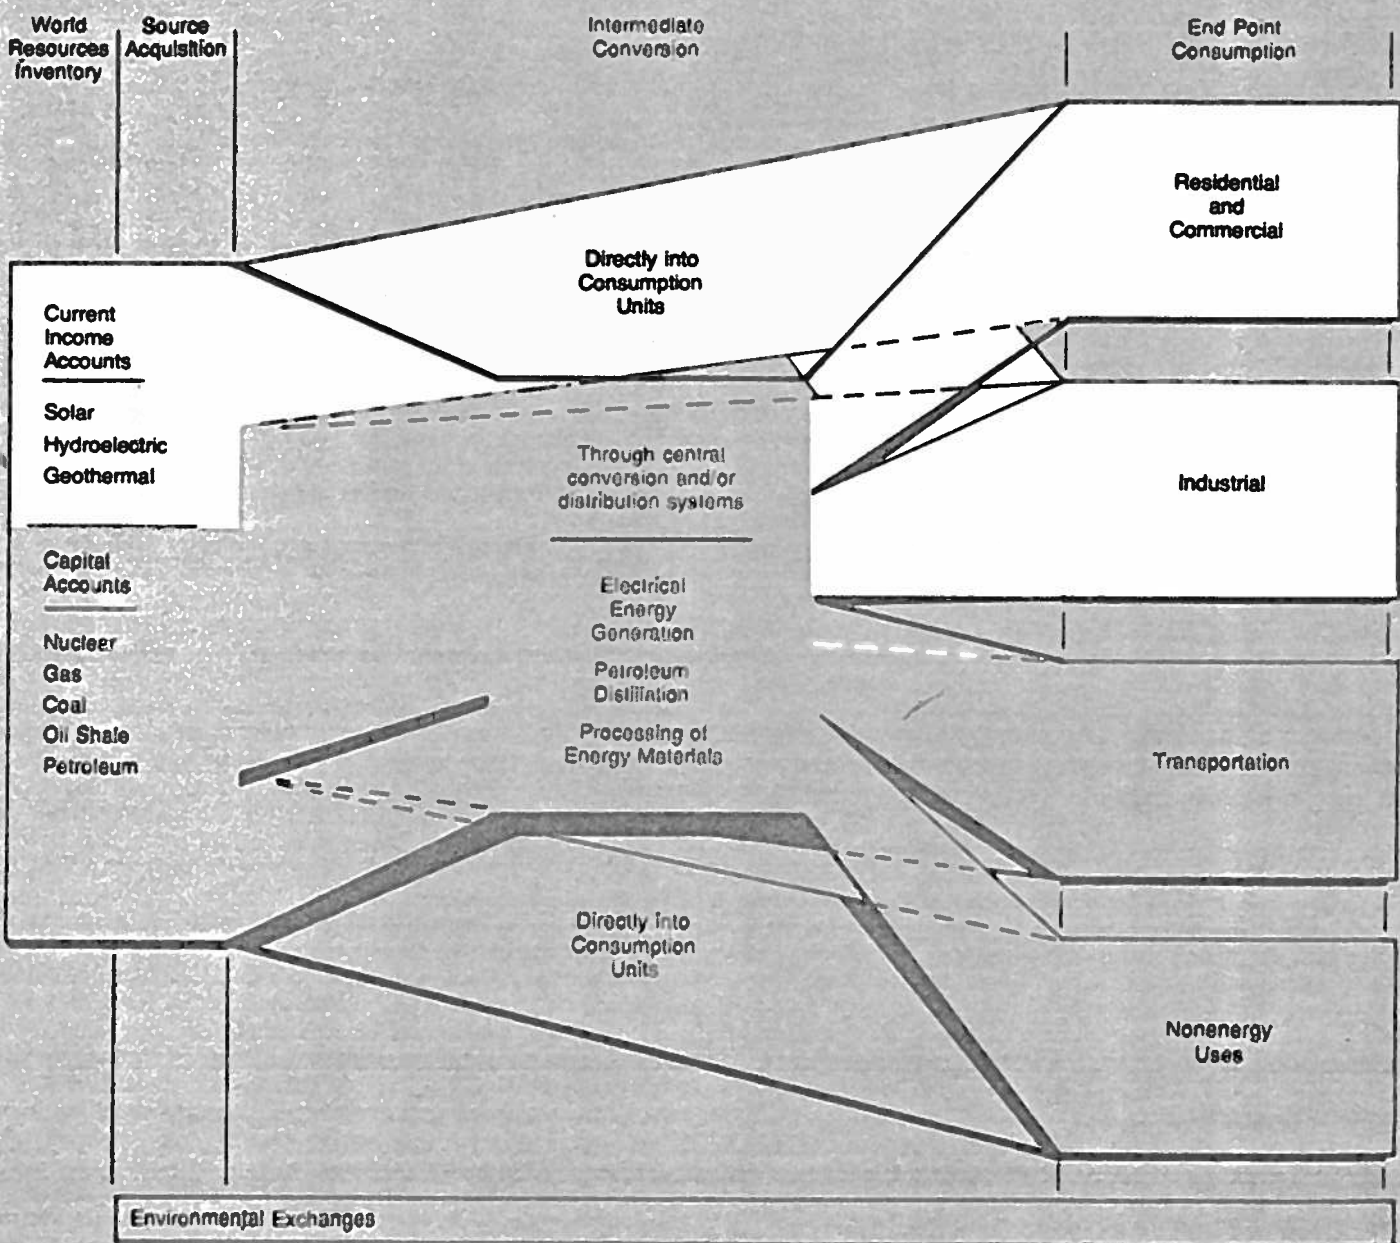 World
Resources
Inventory
Source
Acquisition
Intermediate
Conversion
End Point
Consumption
Residential
and
Commercial
Directly into
Consumption
Units
Current
Income
Accounts
Solar
Hydroelectric
Geothermal
Through central
conversion and/or
distribution systems
Industrial
Capital
Accounts
Electrical
Energy
Generation
Nuclear
Gas
Coal
Oil Shale
Petroleum
Petroleum
Distillation
Processing of
Energy Materials
Transportation
Directly into
Consumption
Units
Nonenergy
Uses
Environmental Exchanges